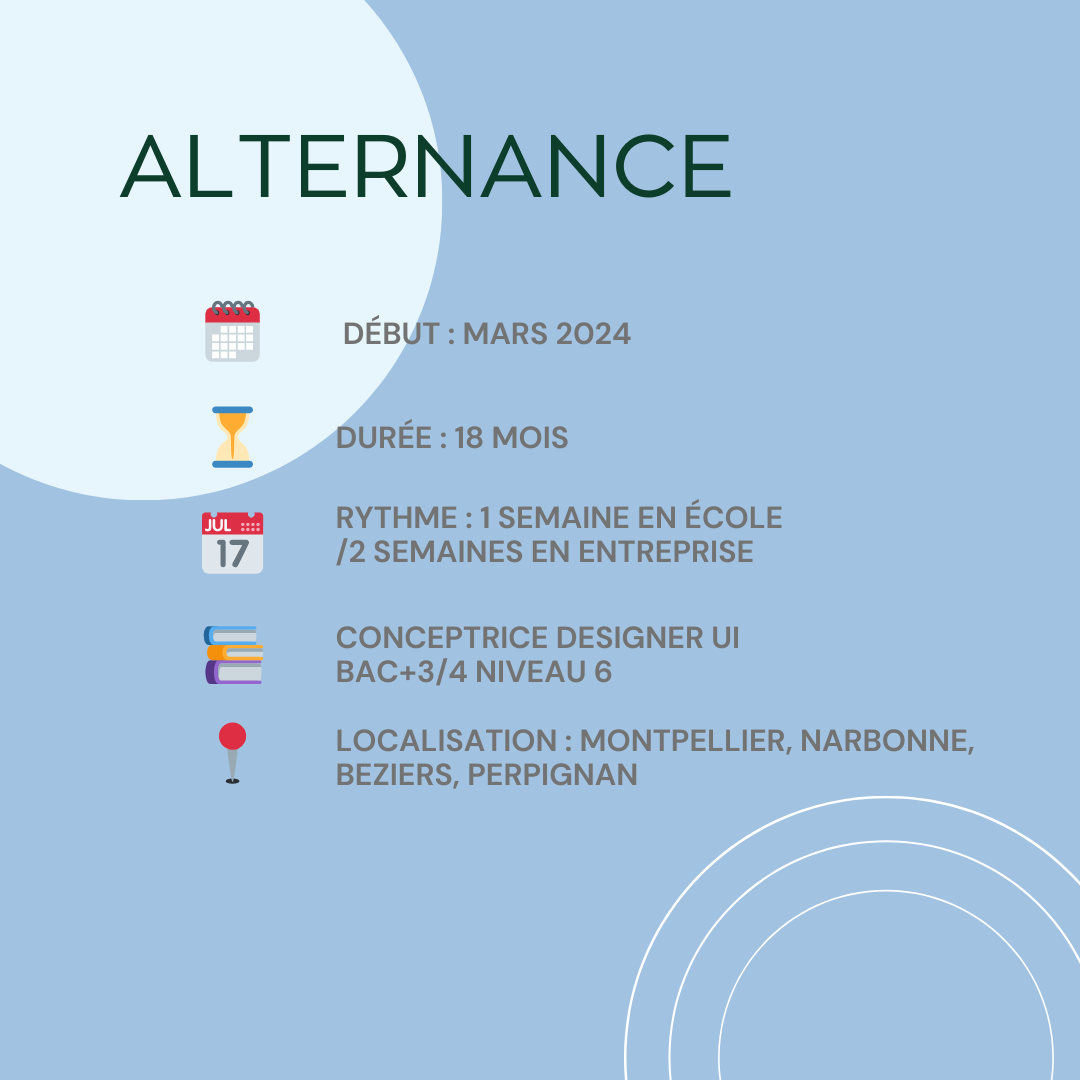 ALTERNANCE
DÉBUT : MARS 2024
DURÉE : 18 MOIS
RYTHME : 1 SEMAINE EN ÉCOLE
/2 SEMAINES EN ENTREPRISE
JUL
17
CONCEPTRICE DESIGNER UI
BAC+3/4 NIVEAU 6
LOCALISATION : MONTPELLIER, NARBONNE,
BEZIERS, PERPIGNAN